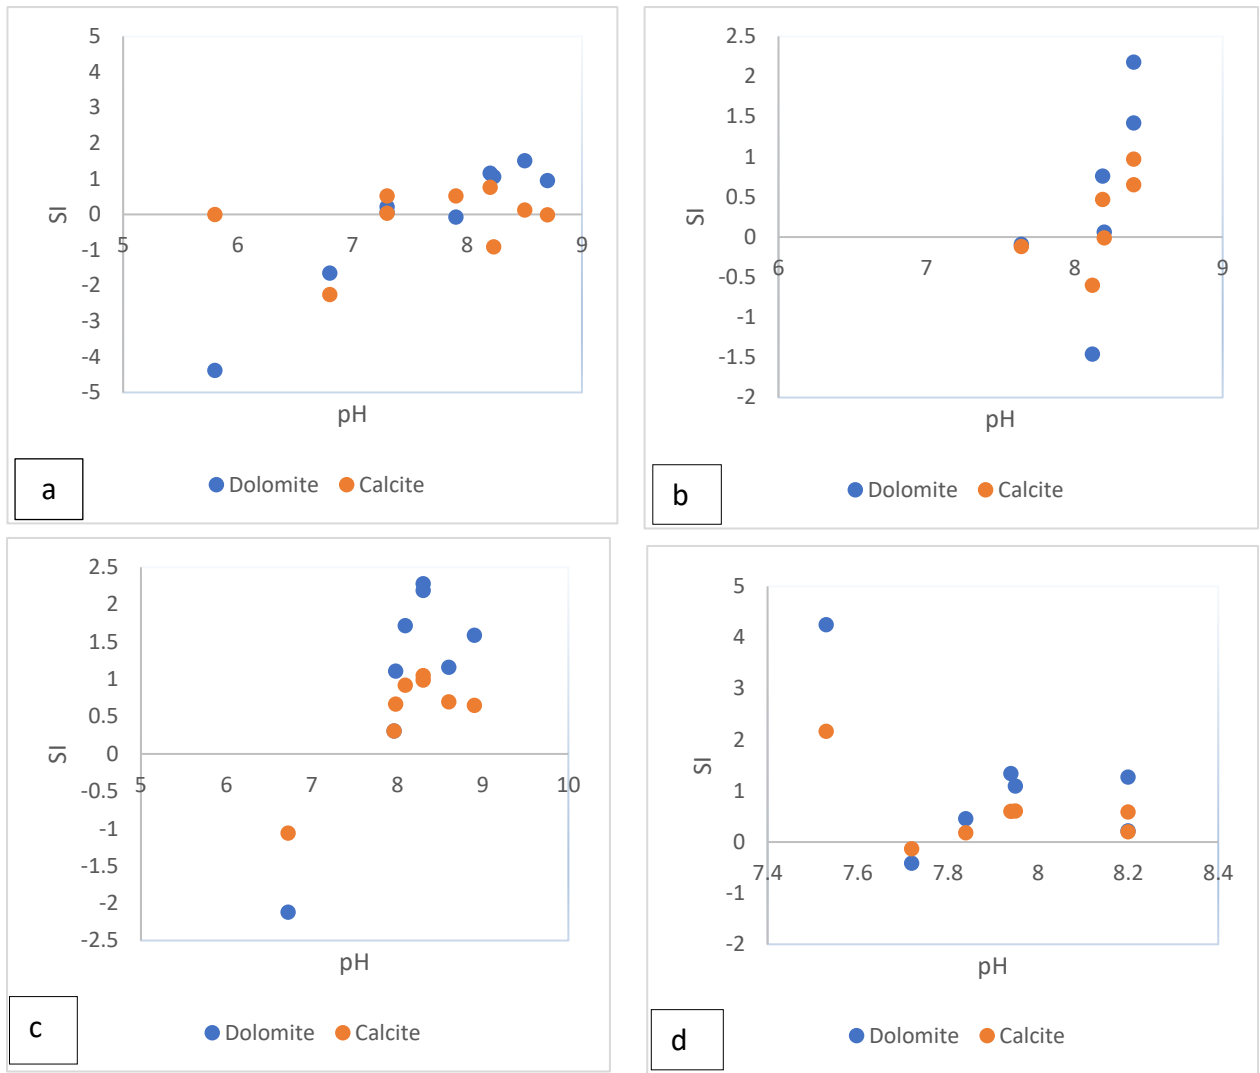 5
4
3
2
1
0
-1
-2
-3
-4
-5
SI
5 6 7 8 9
pH
Dolomite Calcite
a
2.5
2
1.5
1
0.5
0
-0.5
-1
-1.5
-2
SI
6 7 8 9
pH
Dolomite Calcite
b
2.5
2
1.5
1
0.5
0
-0.5
-1
-1.5
-2
-2.5
SI
5 6 7 8 9 10
pH
Dolomite Calcite
c
5
4
3
2
1
0
-1
-2
SI
7.4 7.6 7.8 8 8.2 8.4
pH
Dolomite Calcite
d